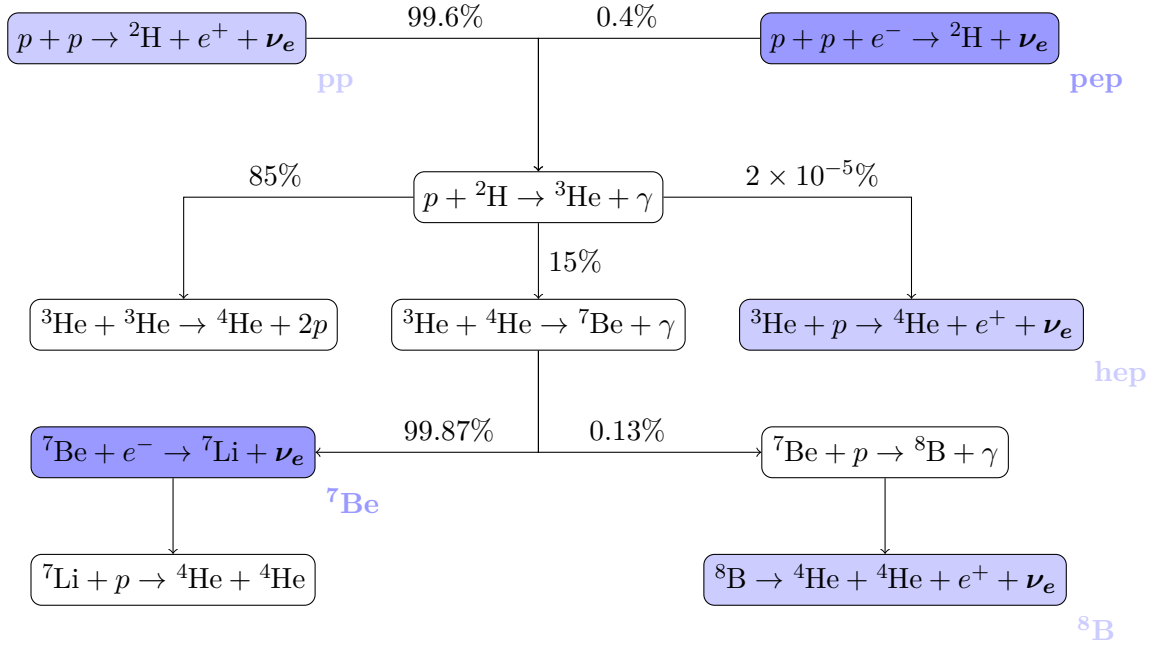 p + p → ²H + e⁺ + νₑ
99.6%
0.4%
p + p + e⁻ → ²H + νₑ
pp
pep
85%
p + ²H → ³He + γ
2 × 10⁻⁵%
15%
³He + ³He → ⁴He + 2p
³He + ⁴He → ⁷Be + γ
³He + p → ⁴He + e⁺ + νₑ
hep
⁷Be + e⁻ → ⁷Li + νₑ
99.87%
0.13%
⁷Be + p → ⁸B + γ
⁷Be
⁷Li + p → ⁴He + ⁴He
⁸B → ⁴He + ⁴He + e⁺ + νₑ
⁸B